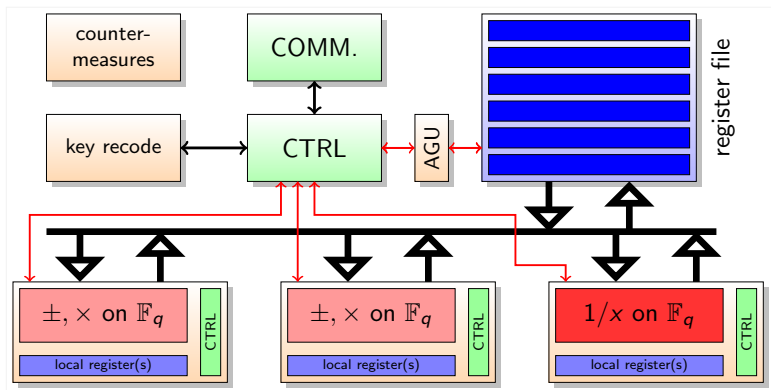 counter-
measures
COMM.
register file
key recode
CTRL
AGU
±, × on 𝔽q
CTRL
local register(s)
±, × on 𝔽q
CTRL
local register(s)
1/x on 𝔽q
CTRL
local register(s)